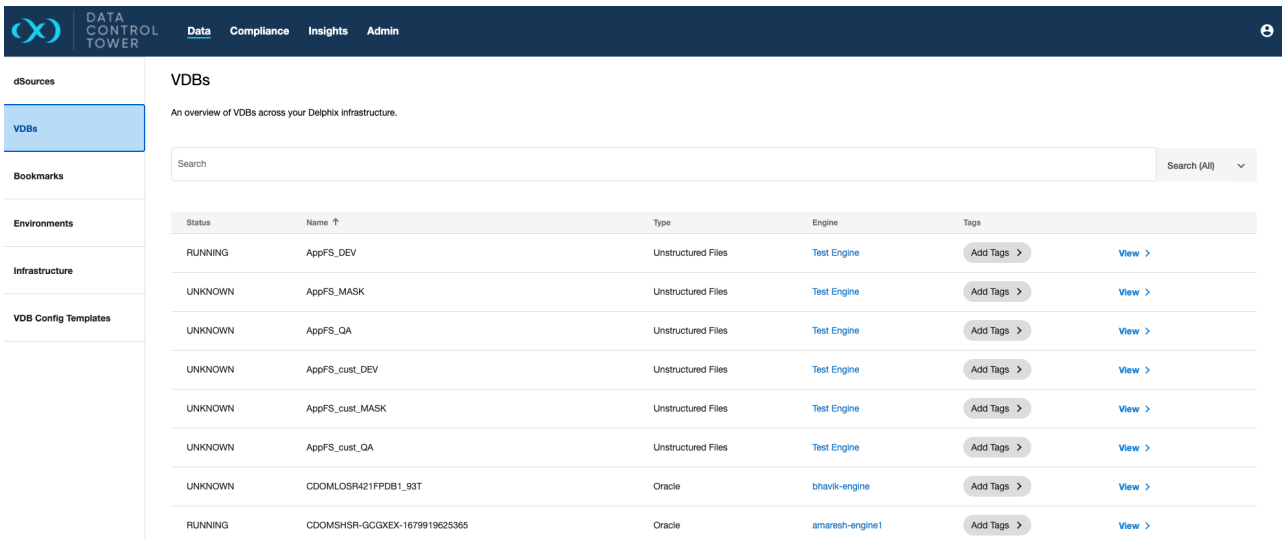 DATA
CONTROL
TOWER
Data Compliance Insights Admin
dSources
VDBs
Bookmarks
Environments
Infrastructure
VDB Config Templates
VDBs
An overview of VDBs across your Delphix infrastructure.
Search
Search (All)
Status Name Type Engine Tags
RUNNING AppFS_DEV Unstructured Files Test Engine Add Tags View
UNKNOWN AppFS_MASK Unstructured Files Test Engine Add Tags View
UNKNOWN AppFS_QA Unstructured Files Test Engine Add Tags View
UNKNOWN AppFS_cust_DEV Unstructured Files Test Engine Add Tags View
UNKNOWN AppFS_cust_MASK Unstructured Files Test Engine Add Tags View
UNKNOWN AppFS_cust_QA Unstructured Files Test Engine Add Tags View
UNKNOWN CDOMLOSR421FPDB1_93T Oracle bhavik-engine Add Tags View
RUNNING CDOMSHSR-GCGXEX-1679919625365 Oracle amaresh-engine1 Add Tags View